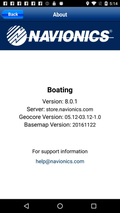 5:14
Back
About
NAVIONICS
Boating
Version: 8.0.1
Server: store.navionics.com
Geocore Version: 05.12-03.12-1.0
Basemap Version: 20161122
For support information
help@navionics.com